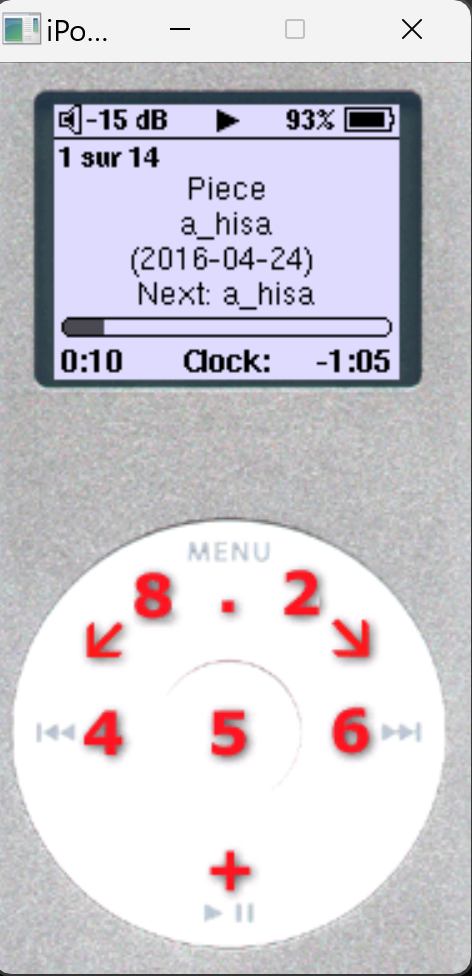 iPo...
-15 dB 93%
1 sur 14
Piece
a_hisa
(2016-04-24)
Next: a_hisa
0:10 Clock: -1:05
MENU
8 . 2
4 5 6
+